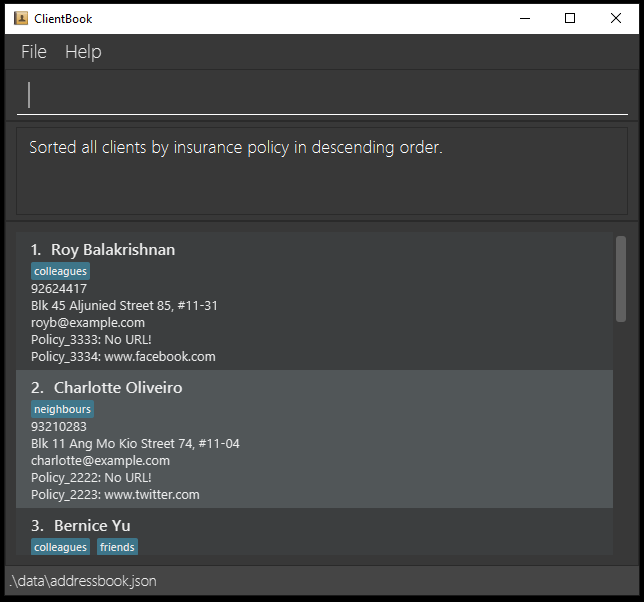 ClientBook
File Help
Sorted all clients by insurance policy in descending order.
1. Roy Balakrishnan
colleagues
92624417
Blk 45 Aljunied Street 85, #11-31
royb@example.com
Policy_3333: No URL!
Policy_3334: www.facebook.com
2. Charlotte Oliveiro
neighbours
93210283
Blk 11 Ang Mo Kio Street 74, #11-04
charlotte@example.com
Policy_2222: No URL!
Policy_2223: www.twitter.com
3. Bernice Yu
colleagues friends
.\data\addressbook.json